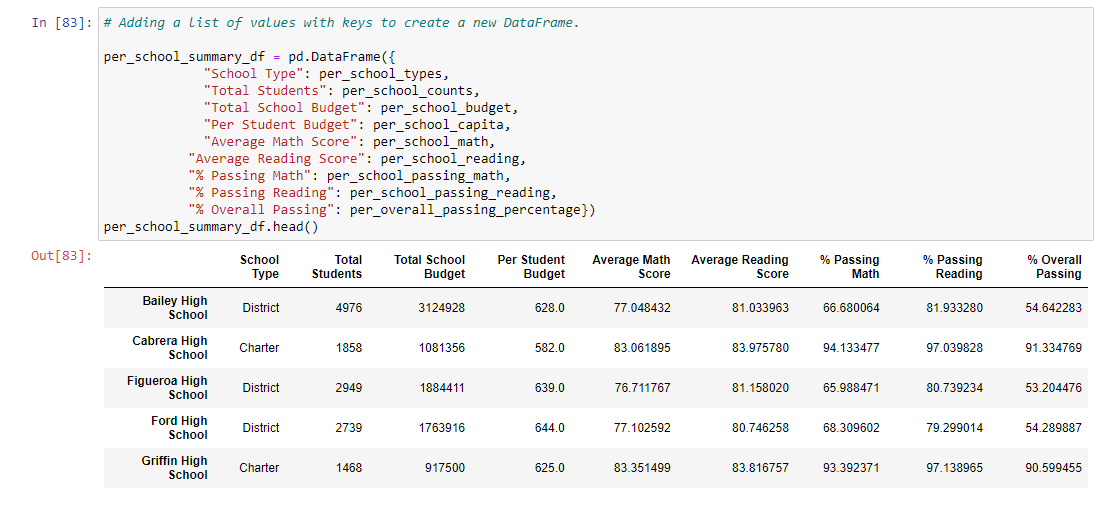 In [83]: # Adding a list of values with keys to create a new DataFrame.
per_school_summary_df = pd.DataFrame({
"School Type": per_school_types,
"Total Students": per_school_counts,
"Total School Budget": per_school_budget,
"Per Student Budget": per_school_capita,
"Average Math Score": per_school_math,
"Average Reading Score": per_school_reading,
"% Passing Math": per_school_passing_math,
"% Passing Reading": per_school_passing_reading,
"% Overall Passing": per_overall_passing_percentage})
per_school_summary_df.head()
Out[83]:
School Type Total Students Total School Budget Per Student Budget Average Math Score Average Reading Score % Passing Math % Passing Reading % Overall Passing
Bailey High School District 4976 3124928 628.0 77.048432 81.033963 66.680064 81.933280 54.642283
Cabrera High School Charter 1858 1081356 582.0 83.061895 83.975780 94.133477 97.039828 91.334769
Figueroa High School District 2949 1884411 639.0 76.711767 81.158020 65.988471 80.739234 53.204476
Ford High School District 2739 1763916 644.0 77.102592 80.746258 68.309602 79.299014 54.289887
Griffin High School Charter 1468 917500 625.0 83.351499 83.816757 93.392371 97.138965 90.599455